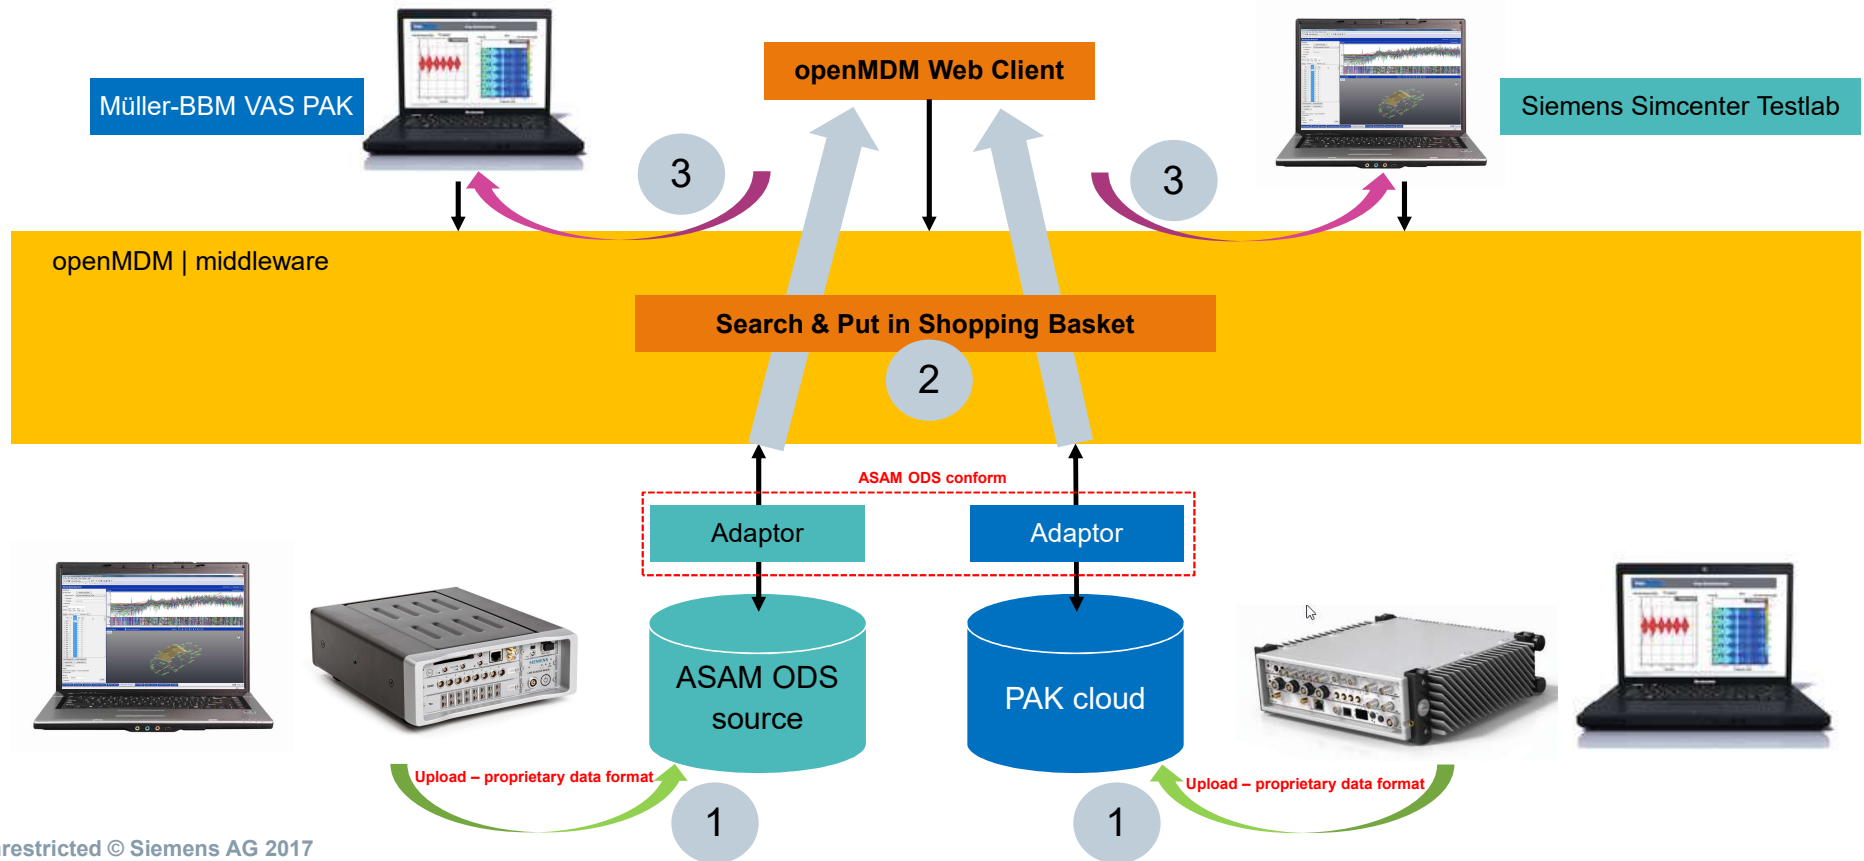 openMDM Web Client
Müller-BBM VAS PAK
Siemens Simcenter Testlab
3
3
openMDM | middleware
Search & Put in Shopping Basket
2
ASAM ODS conform
Adaptor
Adaptor
SIEMENS
ASAM ODS
source
PAK cloud
Upload – proprietary data format
Upload – proprietary data format
1
1
restricted © Siemens AG 2017